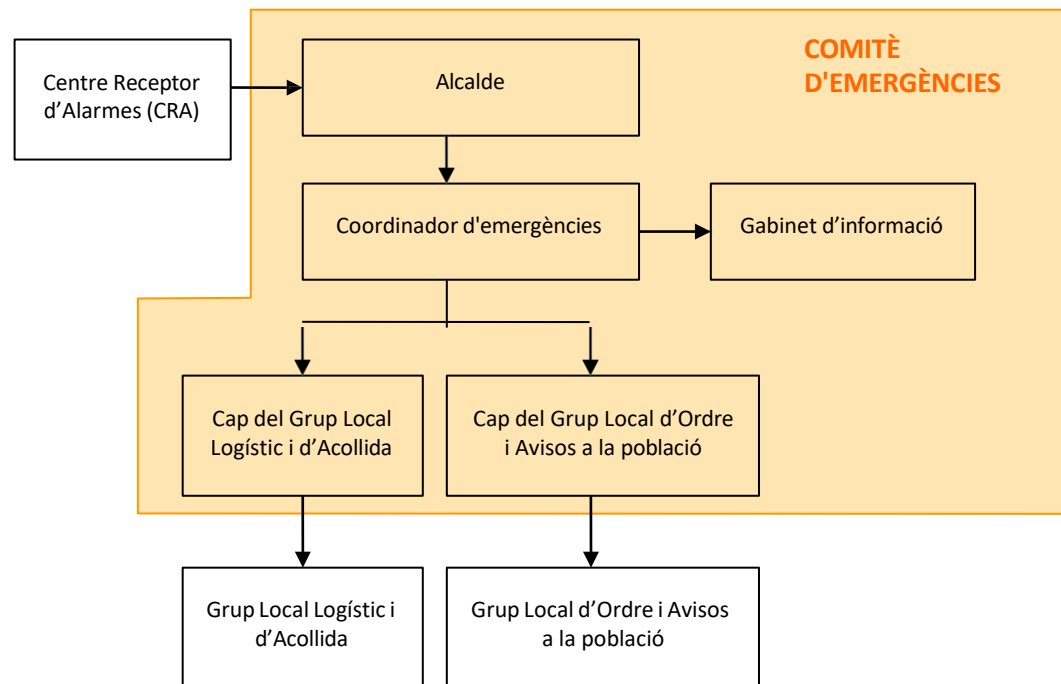 COMITÈ
D'EMERGÈNCIES
Centre Receptor
d’Alarmes (CRA)
Alcalde
Coordinador d'emergències
Gabinet d’informació
Cap del Grup Local
Logístic i d’Acollida
Cap del Grup Local d’Ordre
i Avisos a la població
Grup Local Logístic i
d’Acollida
Grup Local d’Ordre i Avisos
a la població